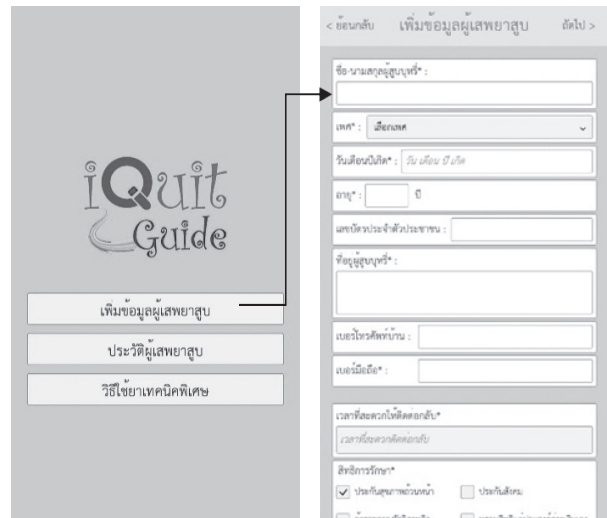 iQuit
Guide
เพิ่มข้อมูลผู้เสพยาสูบ
ประวัติผู้เสพยาสูบ
วิธีใช้ยาเทคนิคพิเศษ
< ย้อนกลับ เพิ่มข้อมูลผู้เสพยาสูบ ถัดไป >
ชื่อ-นามสกุลผู้สูบบุหรี่* :
เพศ* : เลือกเพศ
วันเดือนปีเกิด* : วัน เดือน ปี เกิด
อายุ* : ปี
เลขบัตรประจำตัวประชาชน :
ที่อยู่ผู้สูบบุหรี่* :
เบอร์โทรศัพท์บ้าน :
เบอร์มือถือ* :
เวลาที่สะดวกให้ติดต่อกลับ*
เวลาที่สะดวกติดต่อกลับ
สิทธิการรักษา*
ประกันสุขภาพถ้วนหน้า ประกันสังคม